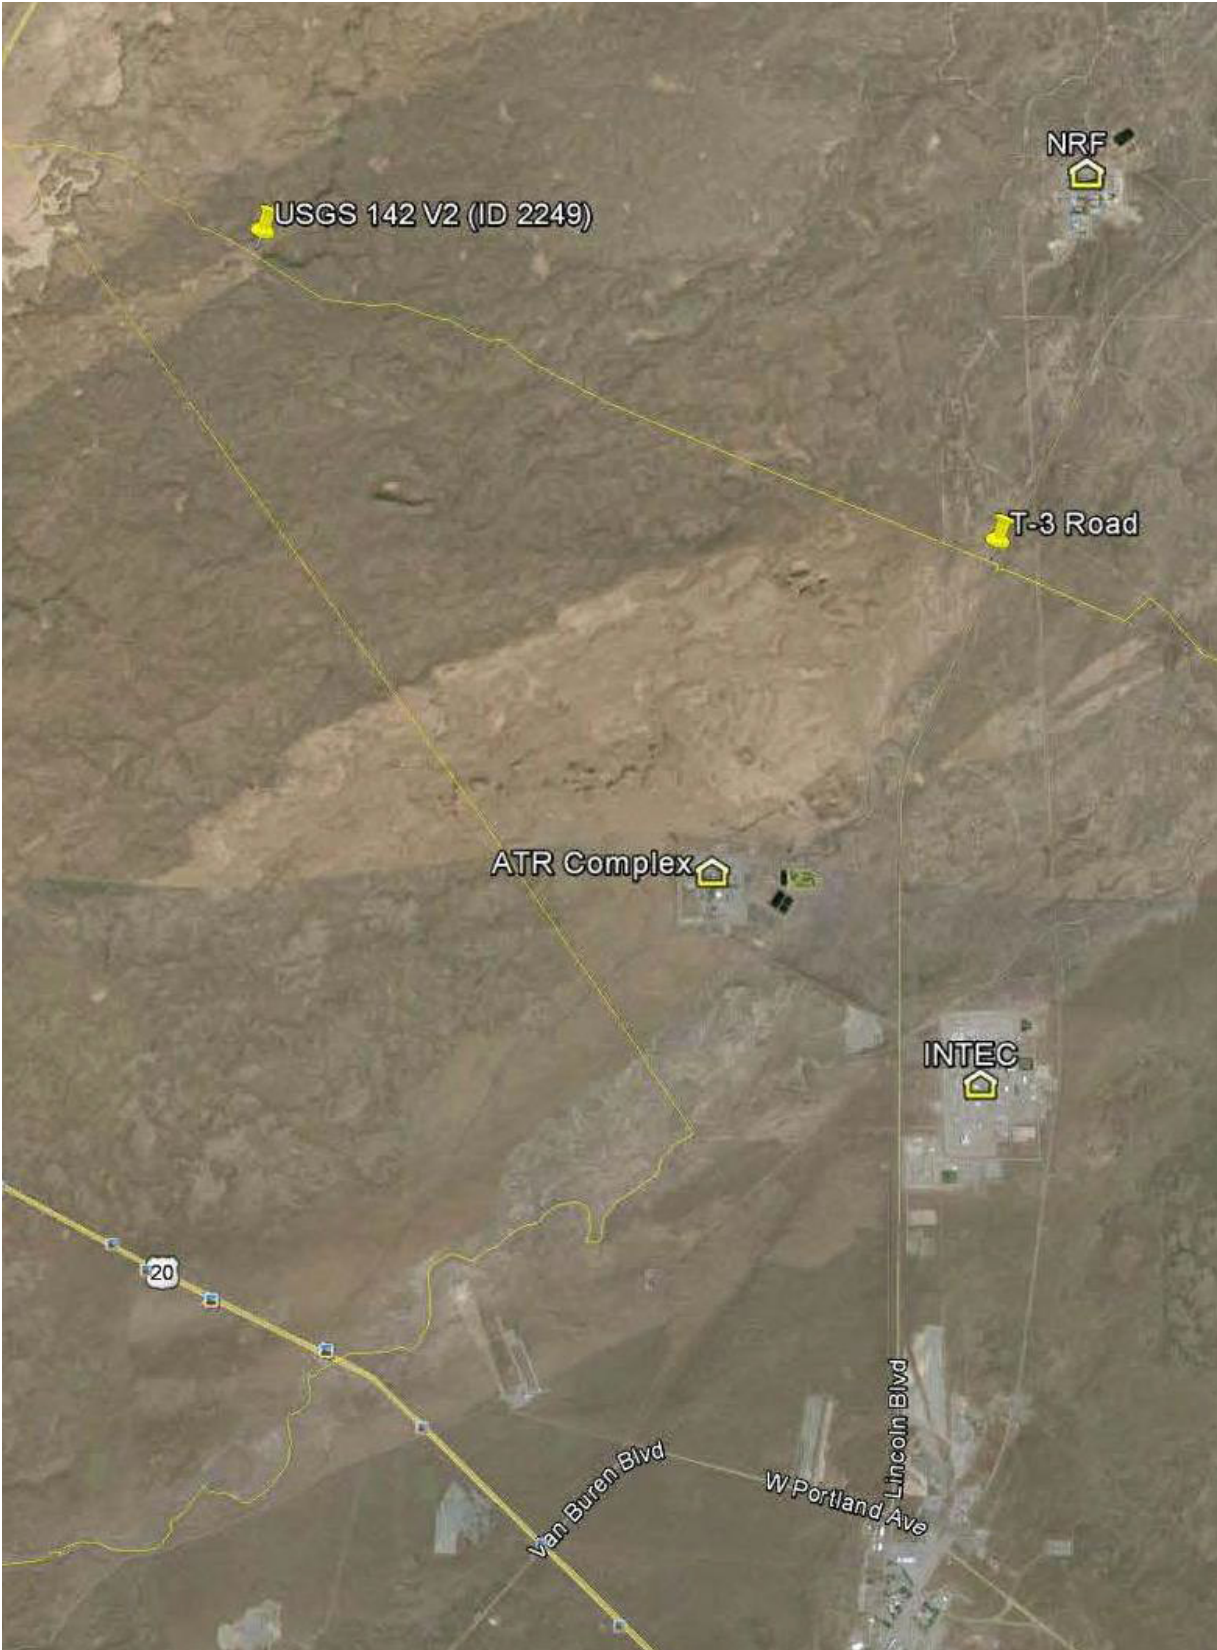 NRF
USGS 142 V2 (ID 2249)
T-3 Road
ATR Complex
INTEC
20
Lincoln Blvd
Van Buren Blvd
W Portland Ave